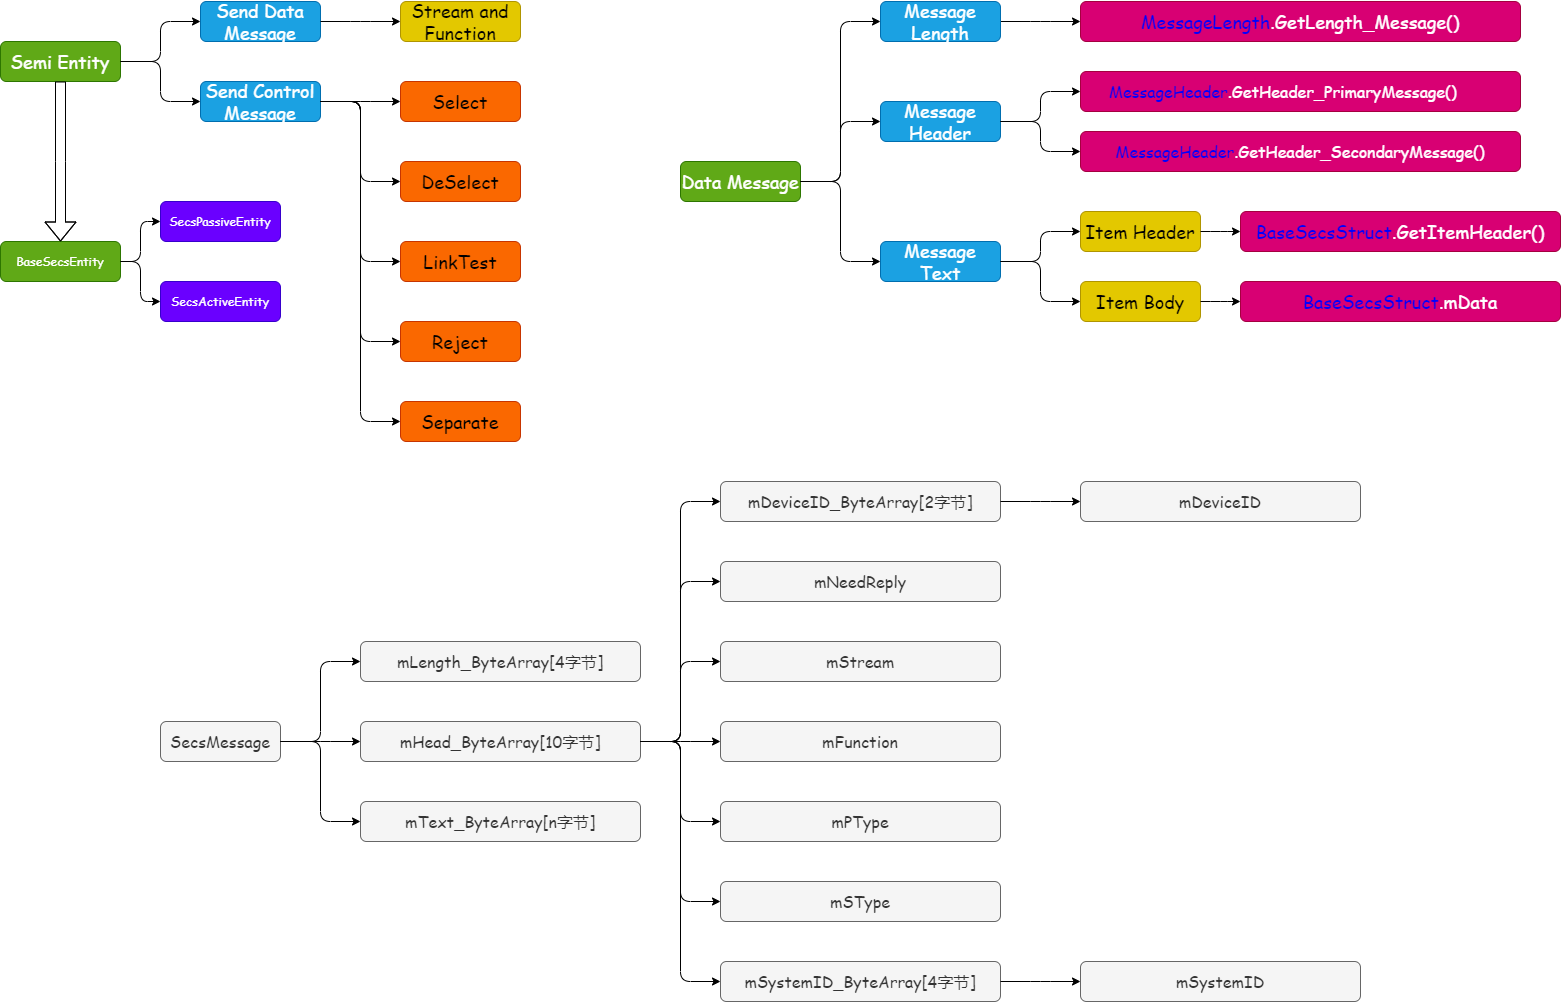 Send Data
Message
Stream and
Function
Semi Entity
Send Control
Message
Select
DeSelect
SecsPassiveEntity
BaseSecsEntity
LinkTest
SecsActiveEntity
Reject
Separate
Message
Length
MessageLength.GetLength_Message()
MessageHeader.GetHeader_PrimaryMessage()
Message
Header
MessageHeader.GetHeader_SecondaryMessage()
Data Message
Item Header
BaseSecsStruct.GetItemHeader()
Message
Text
Item Body
BaseSecsStruct.mData
mDeviceID_ByteArray[2字节]
mDeviceID
mNeedReply
mLength_ByteArray[4字节]
mStream
SecsMessage
mHead_ByteArray[10字节]
mFunction
mText_ByteArray[n字节]
mPType
mSType
mSystemID_ByteArray[4字节]
mSystemID